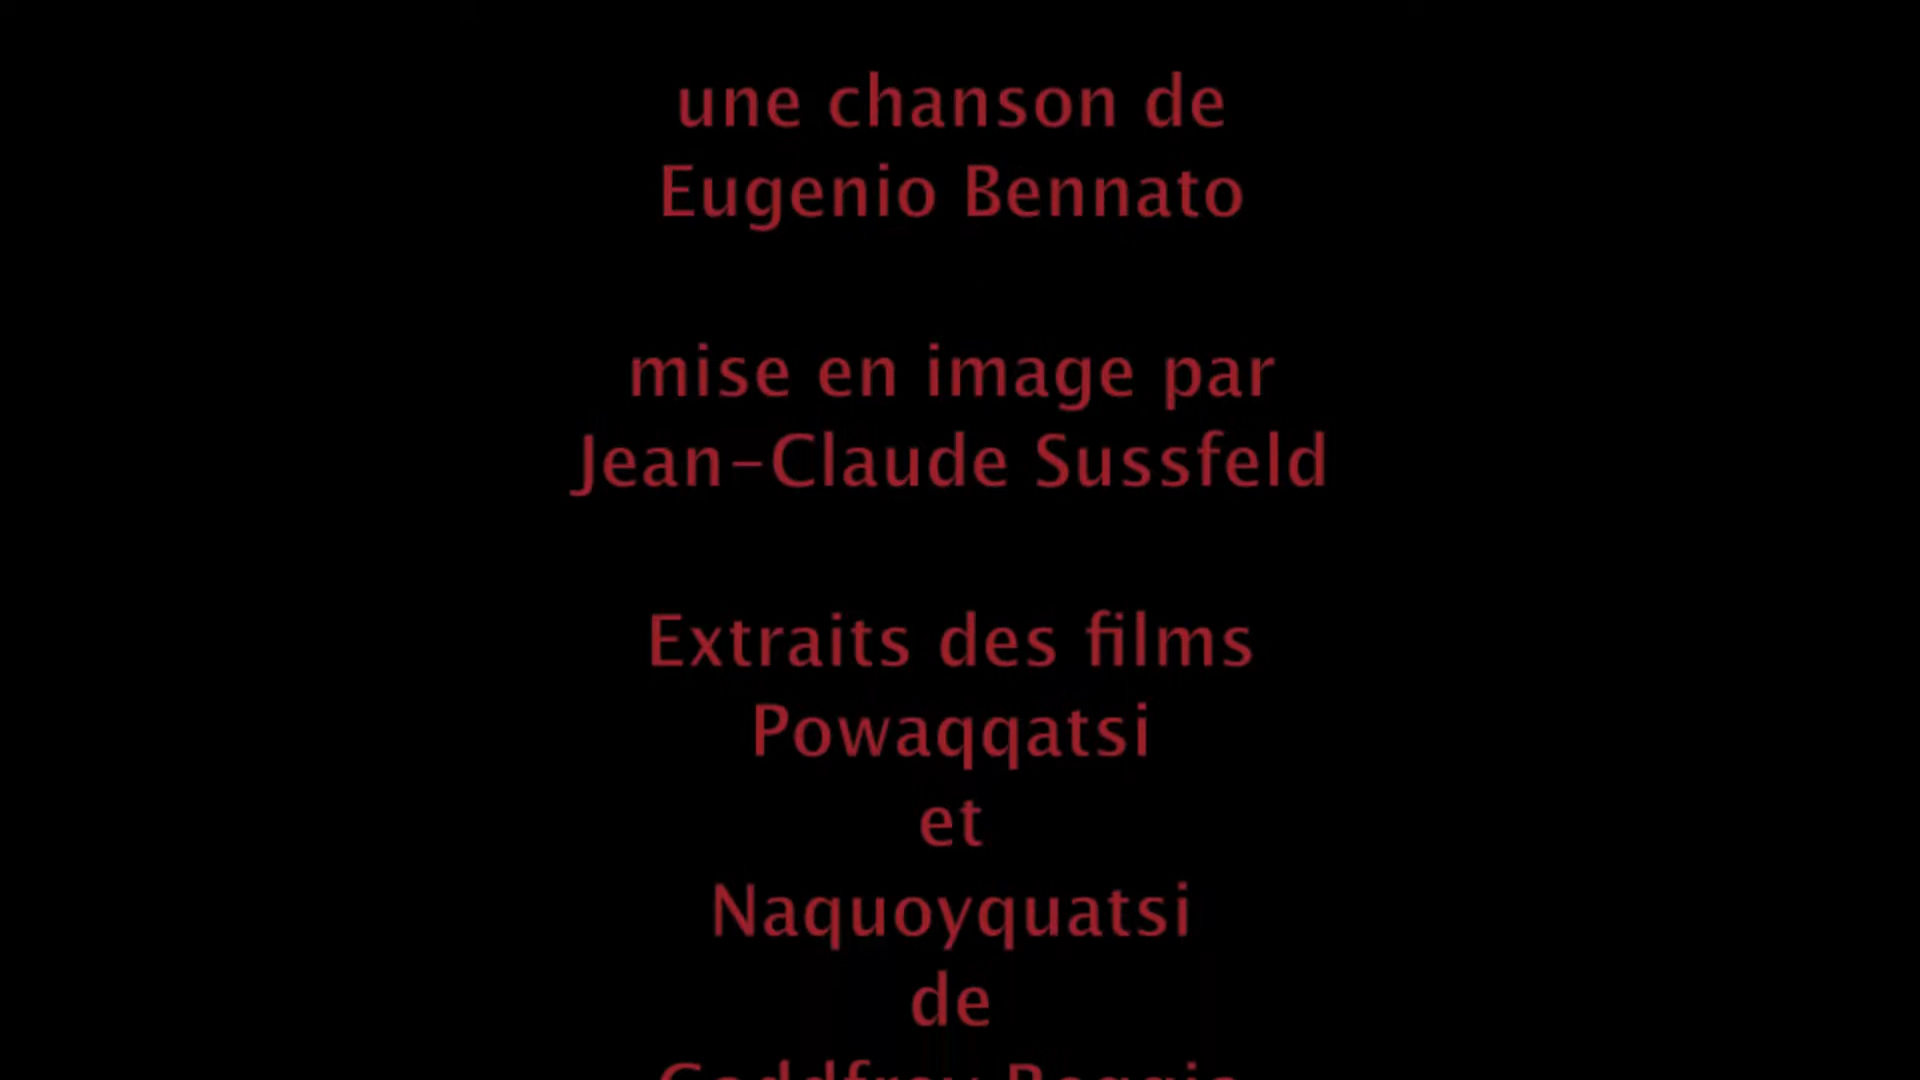 une chanson de
Eugenio Bennato
mise en image par
Jean-Claude Sussfeld
Extraits des films
Powaqqatsi
et
Naquoyquatsi
de